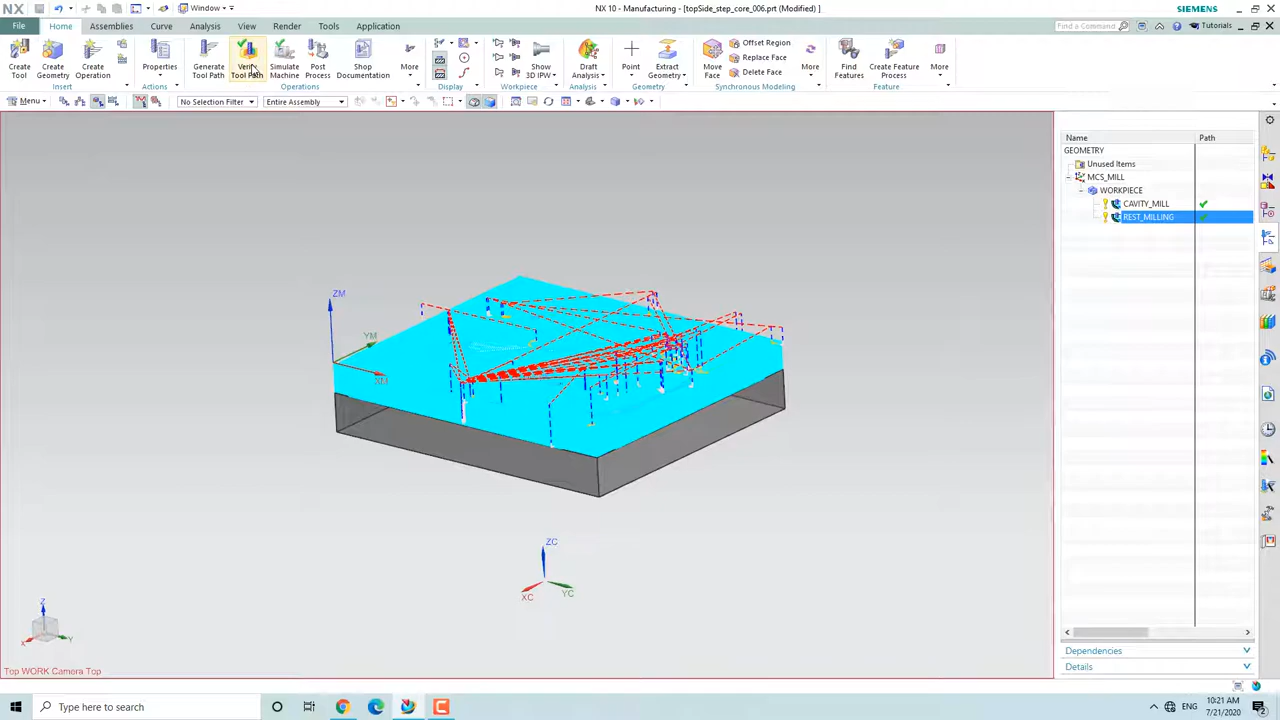 NX
Window
NX 10 - Manufacturing - [topSide_step_core_006.prt (Modified) ]
SIEMENS
File
Home
Assemblies
Curve
Analysis
View
Render
Tools
Application
Find a Command
Tutorials
Create Tool
Create Geometry
Create Operation
Properties
Generate Tool Path
Verify Tool Path
Simulate Machine
Post Process
Shop Documentation
More
Show 3D IPW
Draft Analysis
Point
Extract Geometry
Move Face
Offset Region
Replace Face
Delete Face
More
Find Features
Create Feature Process
More
Insert
Actions
Operations
Display
Workpiece
Analysis
Geometry
Synchronous Modeling
Feature
Menu
No Selection Filter
Entire Assembly
Name
Path
GEOMETRY
Unused Items
MCS_MILL
WORKPIECE
CAVITY_MILL
REST_MILLING
ZM
YM
XM
ZC
XC
YC
Z
X
Y
Top WORK Camera Top
Dependencies
Details
Type here to search
ENG
10:21 AM
7/21/2020
2